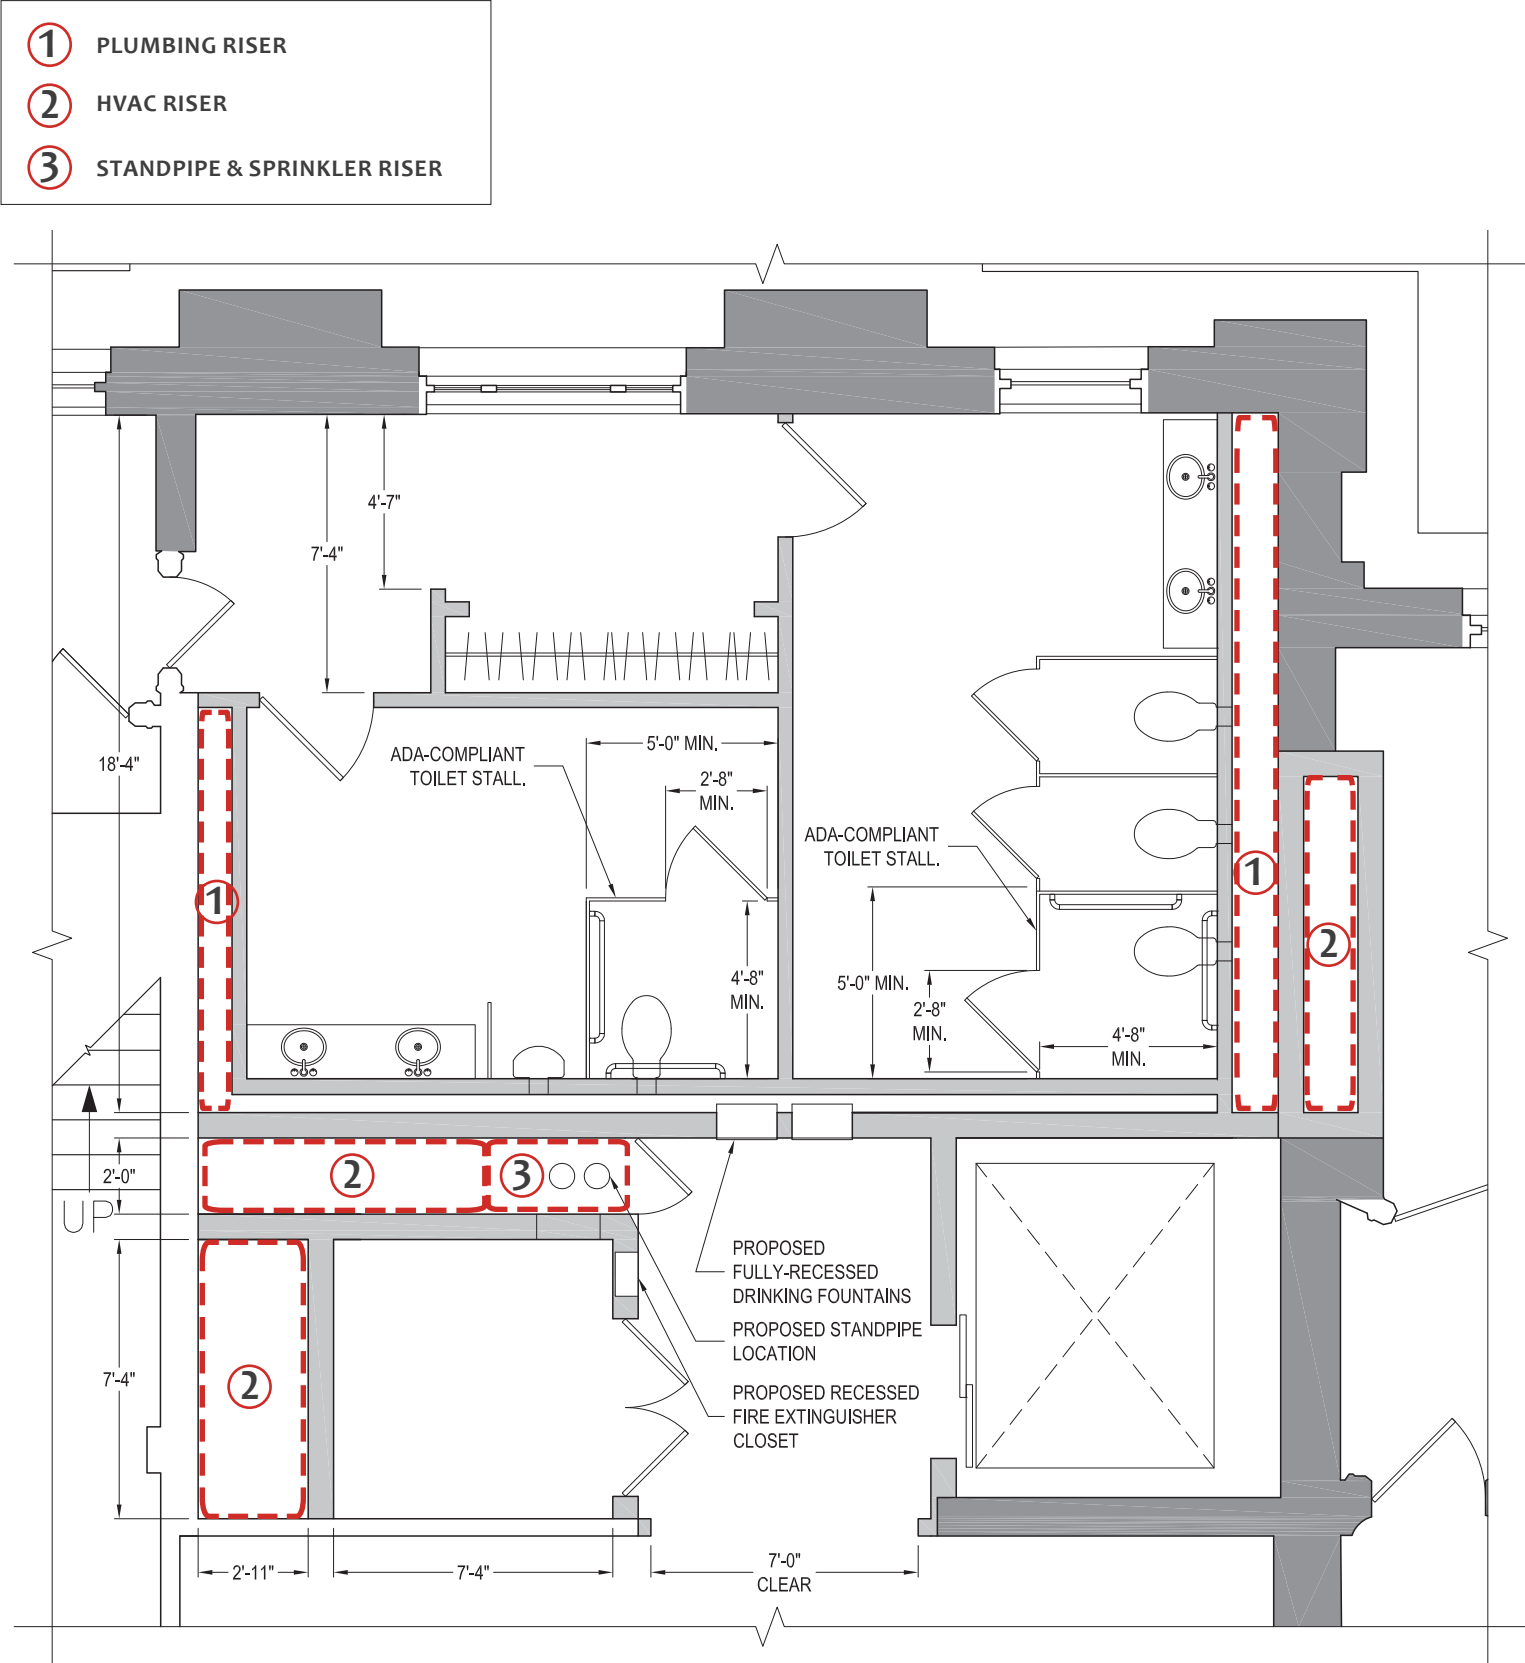 1 PLUMBING RISER
2 HVAC RISER
3 STANDPIPE & SPRINKLER RISER
4'-7"
7'-4"
18'-4"
ADA-COMPLIANT
TOILET STALL.
5'-0" MIN.
2'-8"
MIN.
ADA-COMPLIANT
TOILET STALL.
1
1
2
4'-8"
MIN.
5'-0" MIN.
2'-8"
MIN.
4'-8"
MIN.
2'-0"
2
3
UP
PROPOSED
FULLY-RECESSED
DRINKING FOUNTAINS
PROPOSED STANDPIPE
LOCATION
7'-4"
2
PROPOSED RECESSED
FIRE EXTINGUISHER
CLOSET
2'-11"
7'-4"
7'-0"
CLEAR